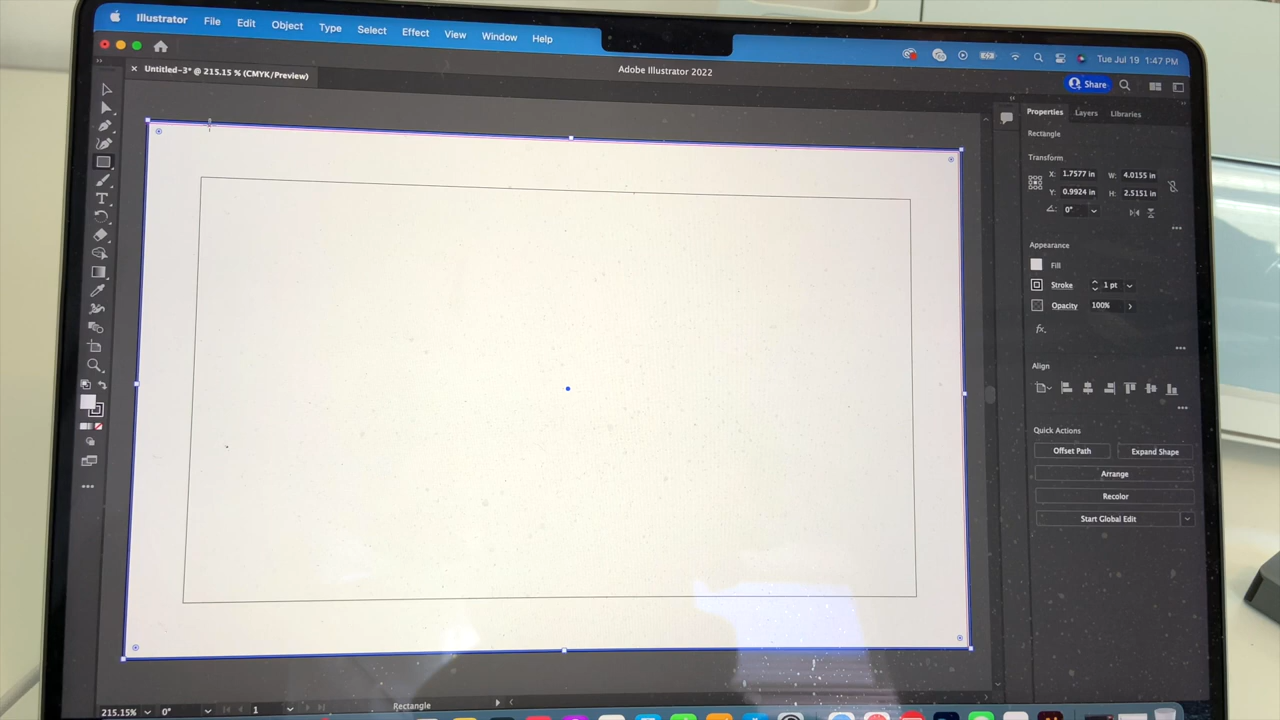 Illustrator File Edit Object Type Select Effect View Window Help
Tue Jul 19 1:47 PM
Untitled-3* @ 215.15 % (CMYK/Preview)
Adobe Illustrator 2022
Share
Properties Layers Libraries
Rectangle
Transform
X: 1.7577 in W: 4.0155 in
Y: 0.9924 in H: 2.5151 in
0°
Appearance
Fill
Stroke 1 pt
Opacity 100%
fx.
Align
Quick Actions
Offset Path Expand Shape
Arrange
Recolor
Start Global Edit
215.15% 0° 1 Rectangle